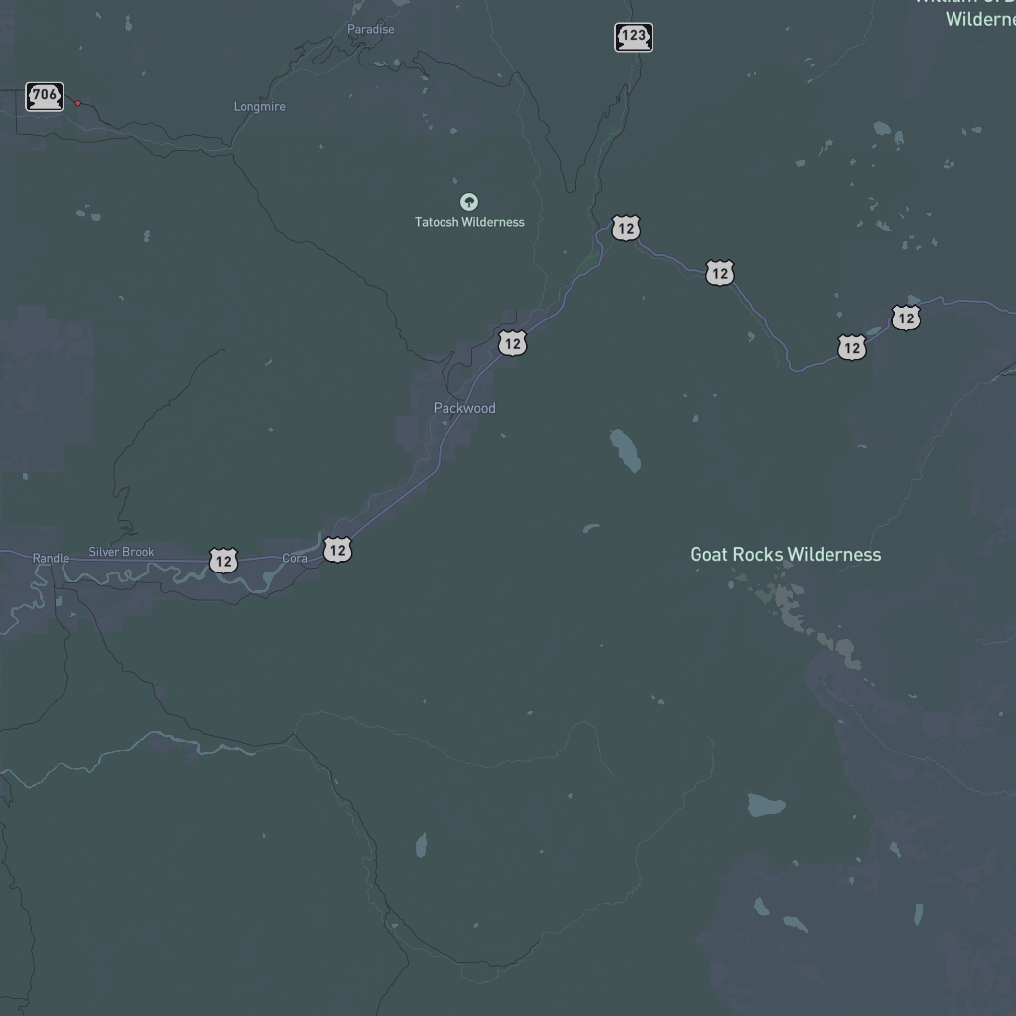 Wilderne
Paradise
123
706
Longmire
Tatoosh Wilderness
12
12
12
12
12
Packwood
Goat Rocks Wilderness
12
12
Silver Brook
Randle
Cora